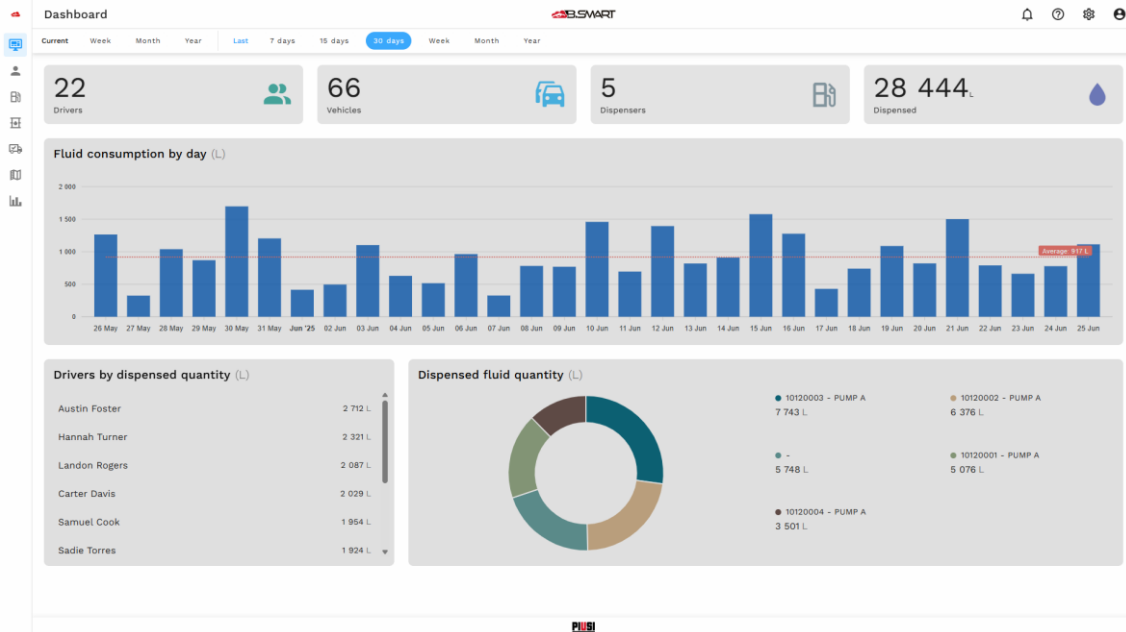 Dashboard
B.SMART
Current Week Month Year Last 7 days 15 days 30 days Week Month Year
22
Drivers
66
Vehicles
5
Dispensers
28 444 L
Dispensed
Fluid consumption by day (L)
2 000
1 500
1 000
500
0
Average 917 L
26 May 27 May 28 May 29 May 30 May 31 May Jun '25 02 Jun 03 Jun 04 Jun 05 Jun 06 Jun 07 Jun 08 Jun 09 Jun 10 Jun 11 Jun 12 Jun 13 Jun 14 Jun 15 Jun 16 Jun 17 Jun 18 Jun 19 Jun 20 Jun 21 Jun 22 Jun 23 Jun 24 Jun 25 Jun
Drivers by dispensed quantity (L)
Austin Foster 2 712 L
Hannah Turner 2 321 L
Landon Rogers 2 087 L
Carter Davis 2 029 L
Samuel Cook 1 954 L
Sadie Torres 1 924 L
Dispensed fluid quantity (L)
10120003 - PUMP A
7 743 L
10120002 - PUMP A
6 376 L
-
5 748 L
10120001 - PUMP A
5 076 L
10120004 - PUMP A
3 501 L
PIUSI